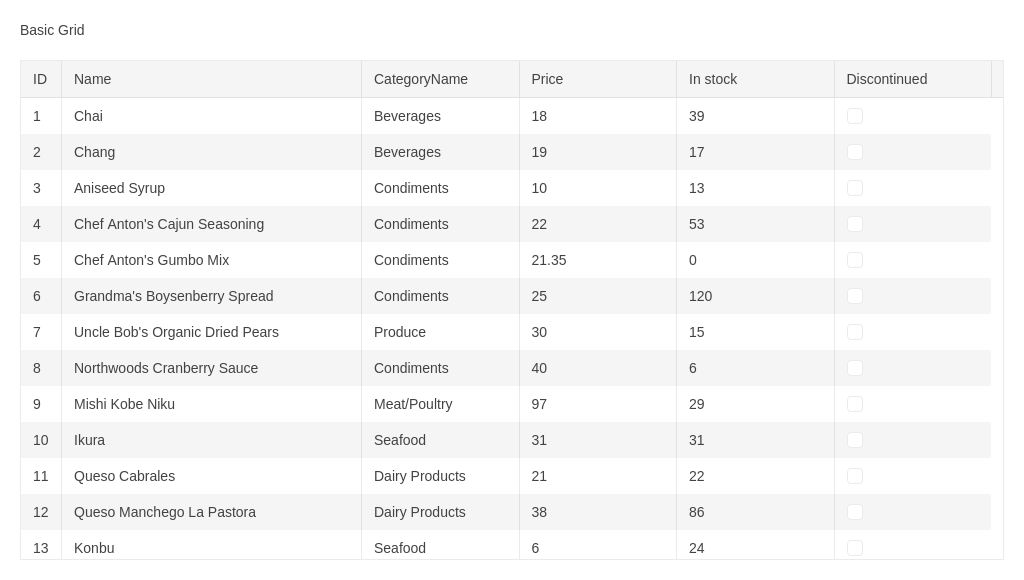 Basic Grid
ID Name CategoryName Price In stock Discontinued
1 Chai Beverages 18 39
2 Chang Beverages 19 17
3 Aniseed Syrup Condiments 10 13
4 Chef Anton's Cajun Seasoning Condiments 22 53
5 Chef Anton's Gumbo Mix Condiments 21.35 0
6 Grandma's Boysenberry Spread Condiments 25 120
7 Uncle Bob's Organic Dried Pears Produce 30 15
8 Northwoods Cranberry Sauce Condiments 40 6
9 Mishi Kobe Niku Meat/Poultry 97 29
10 Ikura Seafood 31 31
11 Queso Cabrales Dairy Products 21 22
12 Queso Manchego La Pastora Dairy Products 38 86
13 Konbu Seafood 6 24